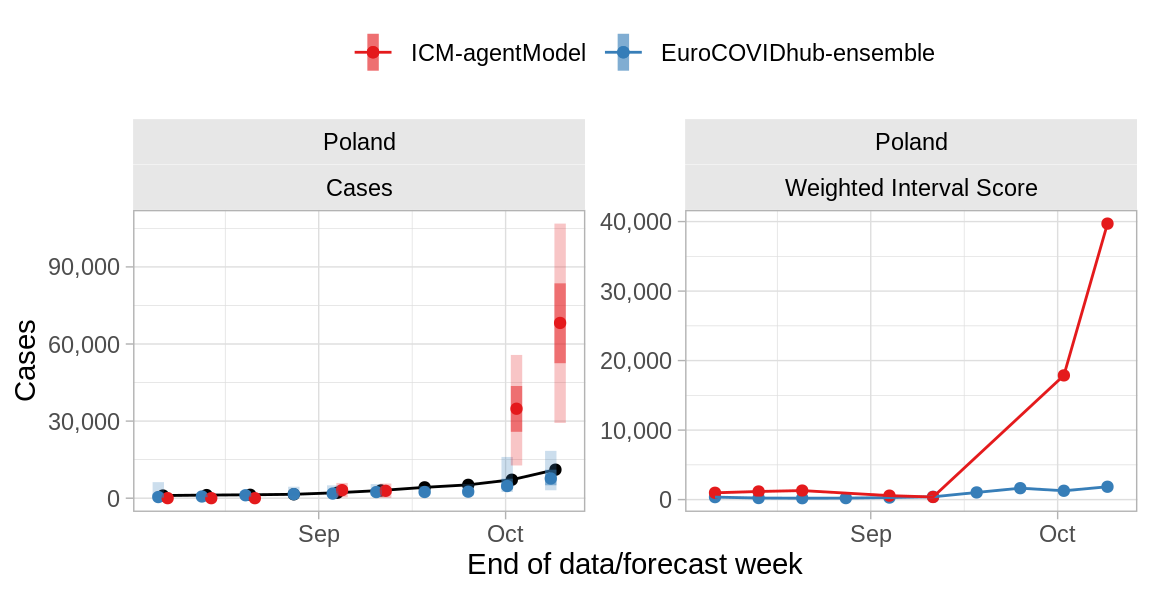 ICM-agentModel EuroCOVIDhub-ensemble
Poland Poland
Cases Weighted Interval Score
Cases
90,000
60,000
30,000
0
40,000
30,000
20,000
10,000
0
Sep Oct Sep Oct
End of data/forecast week